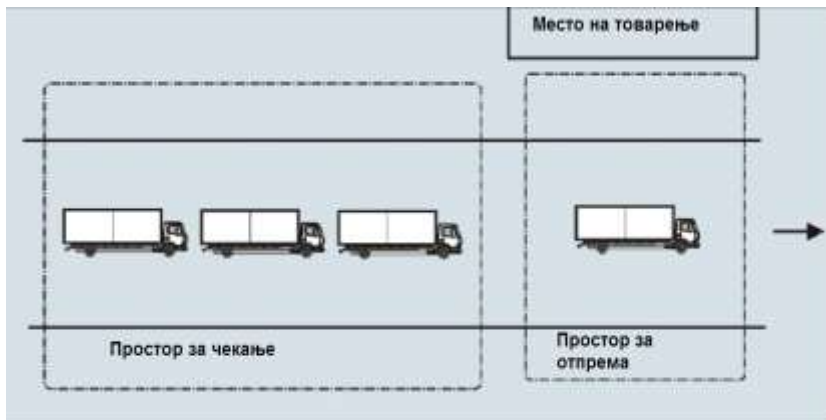 Место на товарење
Простор за чекање
Простор за
отпрема